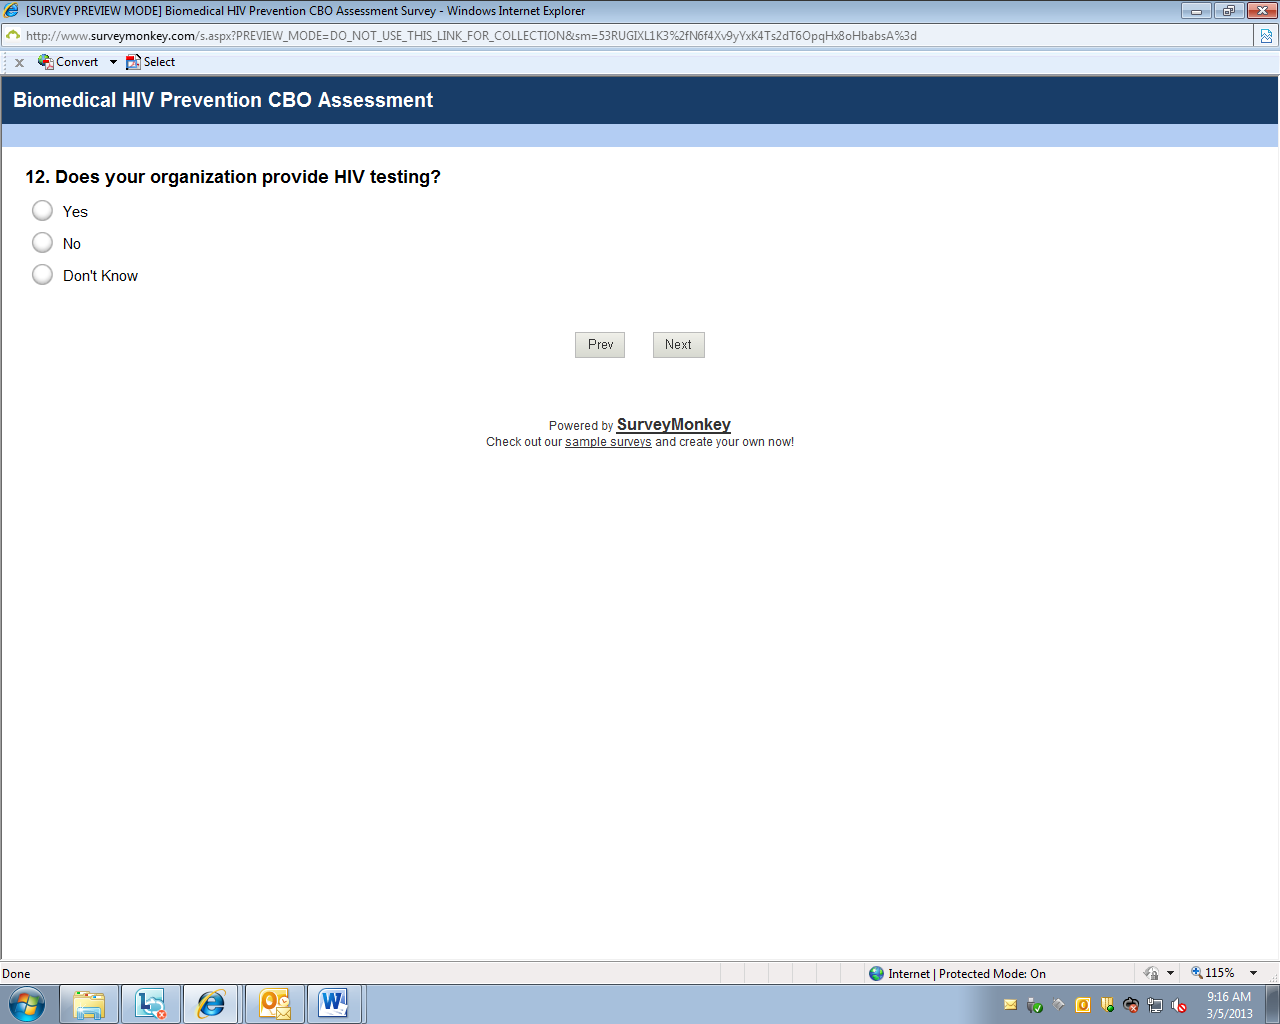 [SURVEY PREVIEW MODE] Biomedical HIV Prevention CBO Assessment Survey - Windows Internet Explorer
http://www.surveymonkey.com/s.aspx?PREVIEW_MODE=DO_NOT_USE_THIS_LINK_FOR_COLLECTION&sm=53RUGIXL1K3%2fN6f4Xv9yYxK4Ts2dT6OpqHx8oHbabsA%3d
x Convert Select
Biomedical HIV Prevention CBO Assessment
12. Does your organization provide HIV testing?
Yes
No
Don't Know
Prev Next
Powered by SurveyMonkey
Check out our sample surveys and create your own now!
Done Internet | Protected Mode: On 115%
9:16 AM
3/5/2013